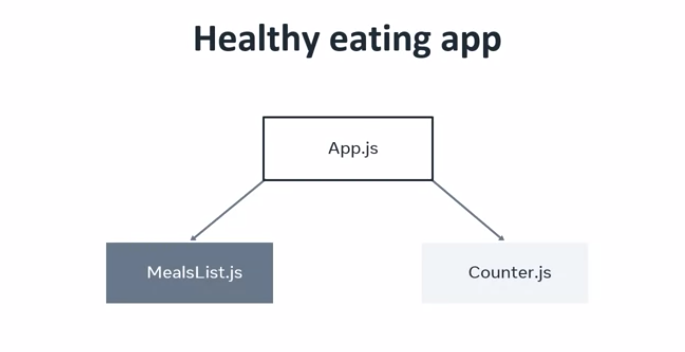 Healthy eating app
App.js
MealsList.js
Counter.js